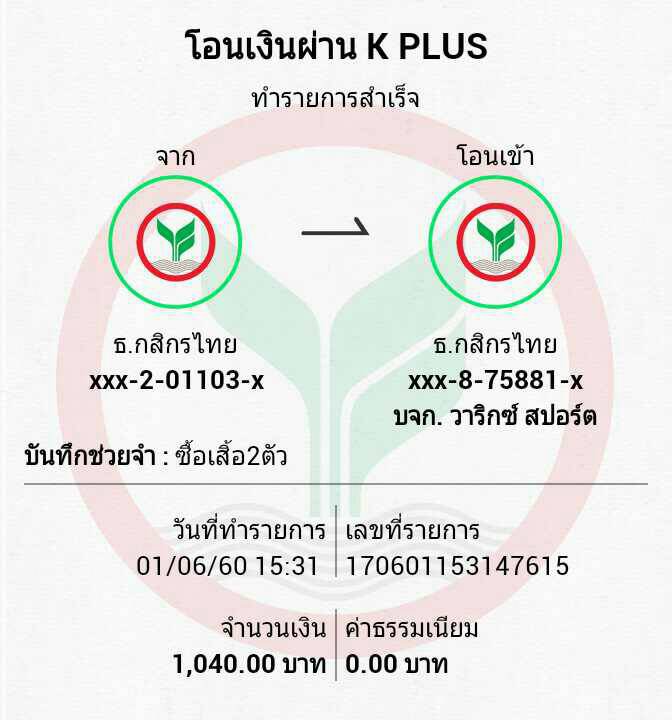 โอนเงินผ่าน K PLUS
ทำรายการสำเร็จ
จาก
โอนเข้า
ธ.กสิกรไทย
xxx-2-01103-x
ธ.กสิกรไทย
xxx-8-75881-x
บจก. วาริกซ์ สปอร์ต
บันทึกช่วยจำ : ซื้อเสิ้อ2ตัว
วันที่ทำรายการ
01/06/60 15:31
เลขที่รายการ
170601153147615
จำนวนเงิน
1,040.00 บาท
ค่าธรรมเนียม
0.00 บาท